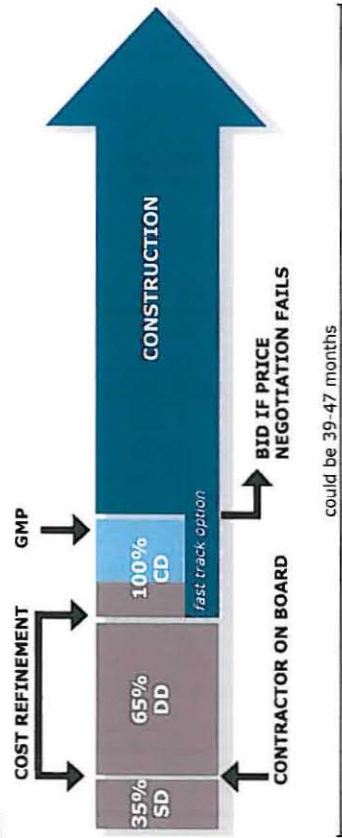 COST REFINEMENT
GMP
35%
SD
65%
DD
100%
CD
CONSTRUCTION
fast track option
CONTRACTOR ON BOARD
BID IF PRICE
NEGOTIATION FAILS
could be 39-47 months